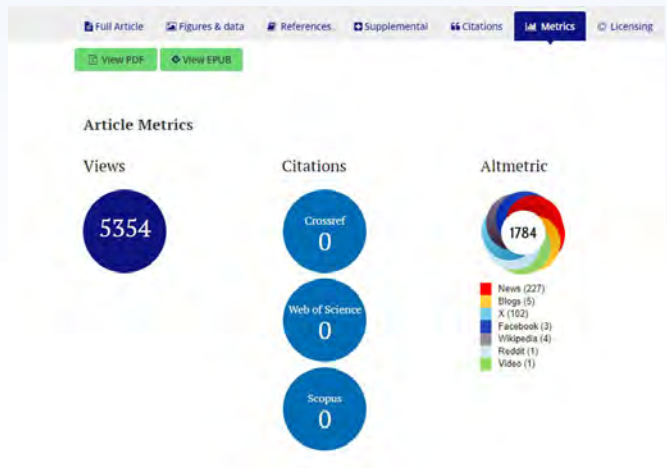 Full Article Figures & data References Supplemental Citations Metrics Licensing
View PDF View EPUB
Article Metrics
Views
5354
Citations
Crossref
0
Web of Science
0
Scopus
0
Altmetric
1784
News (227)
Blogs (5)
X (102)
Facebook (3)
Wikipedia (4)
Reddit (1)
Video (1)